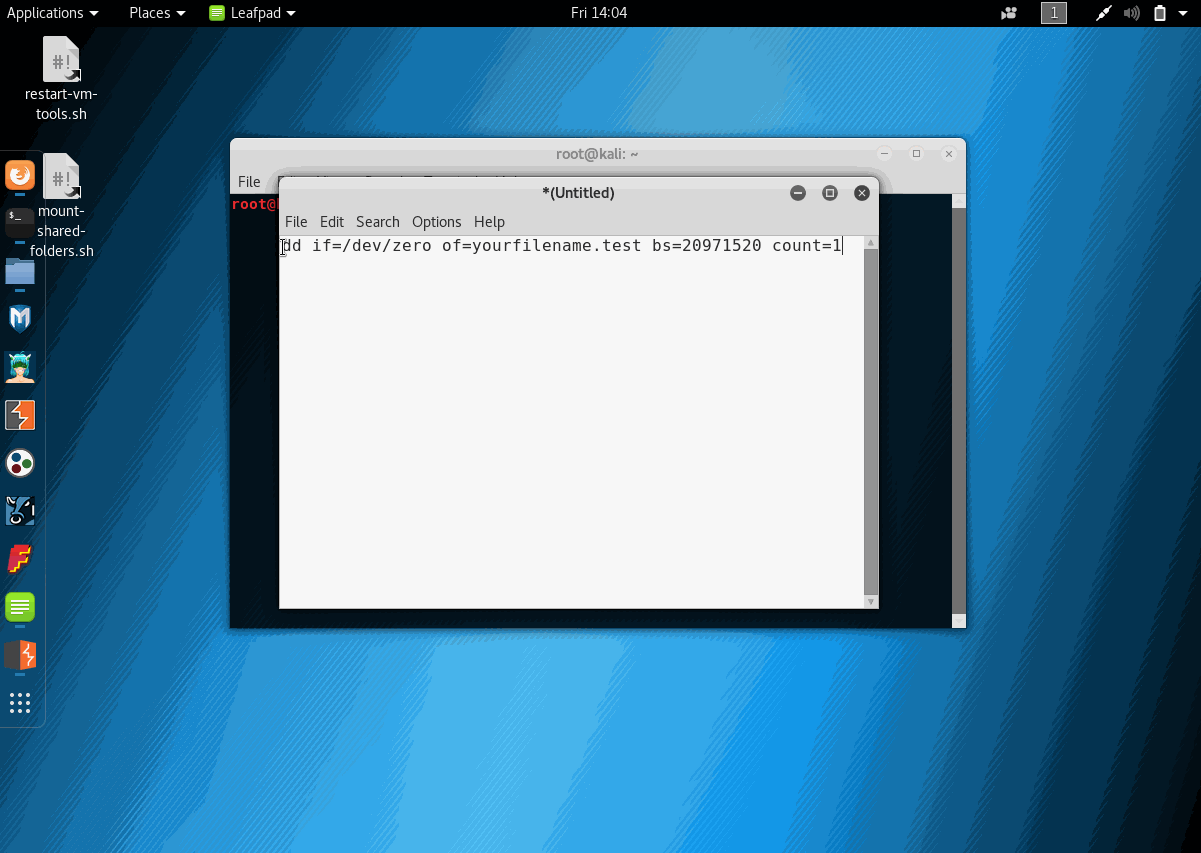 Applications Places Leafpad Fri 14:04 1
#!
restart-vm-
tools.sh
root@kali: ~
#!
File
*(Untitled)
$_
mount-
shared-
folders.sh
root@
File Edit Search Options Help
dd if=/dev/zero of=yourfilename.test bs=20971520 count=1